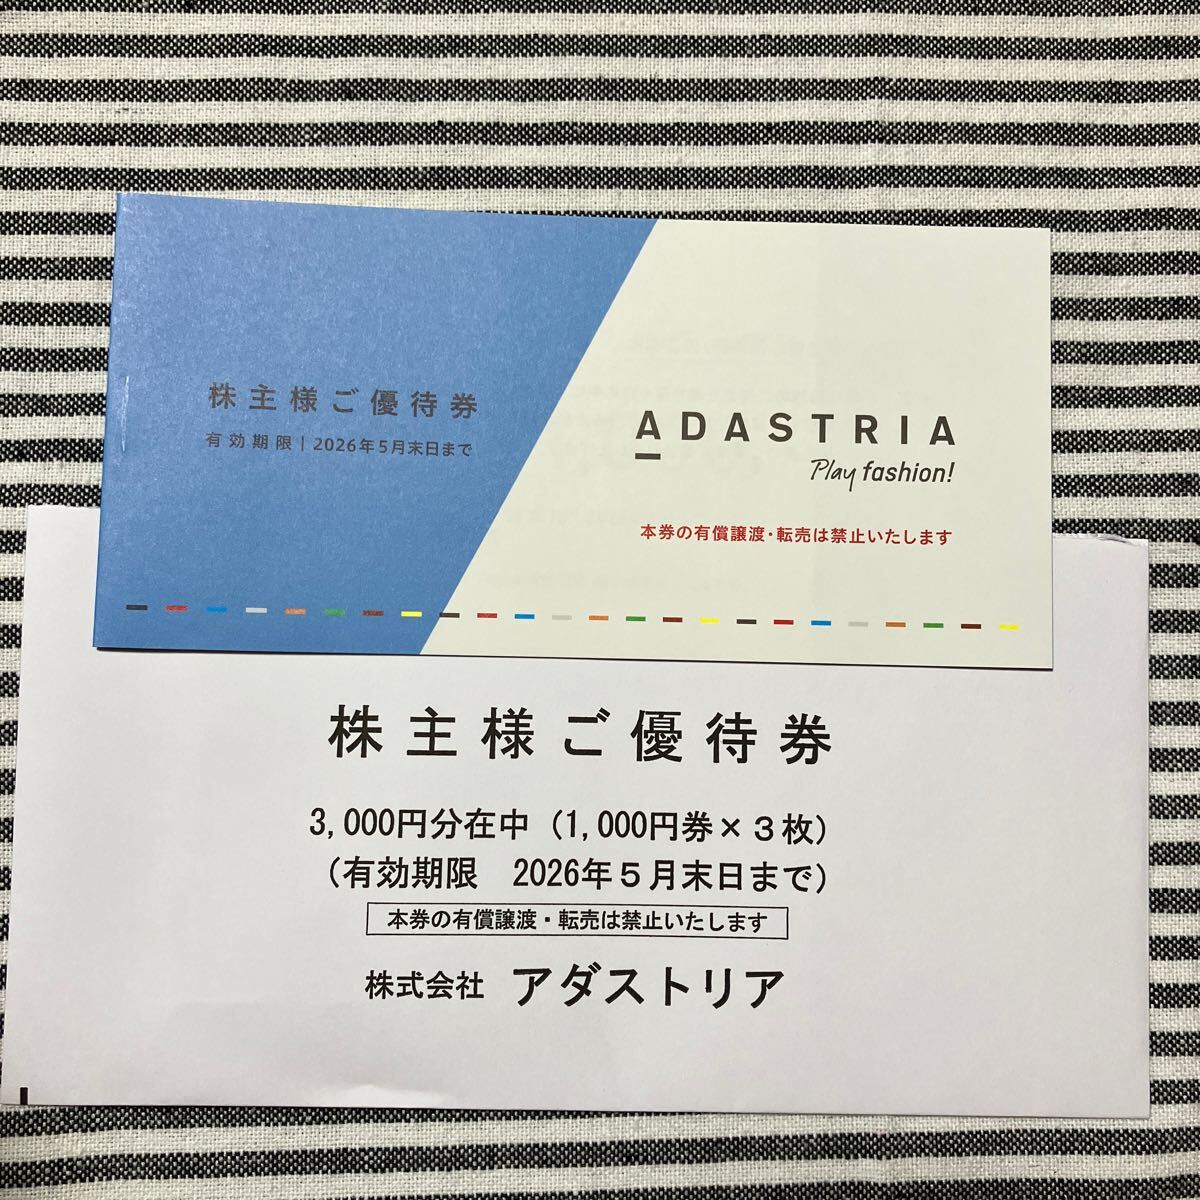 株主様ご優待券
有効期限｜2026年5月末日まで
ADASTRIA
Play fashion!
本券の有償譲渡・転売は禁止いたします
株主様ご優待券
3,000円分在中（1,000円券×３枚）
（有効期限　2026年５月末日まで）
本券の有償譲渡・転売は禁止いたします
株式会社 アダストリア